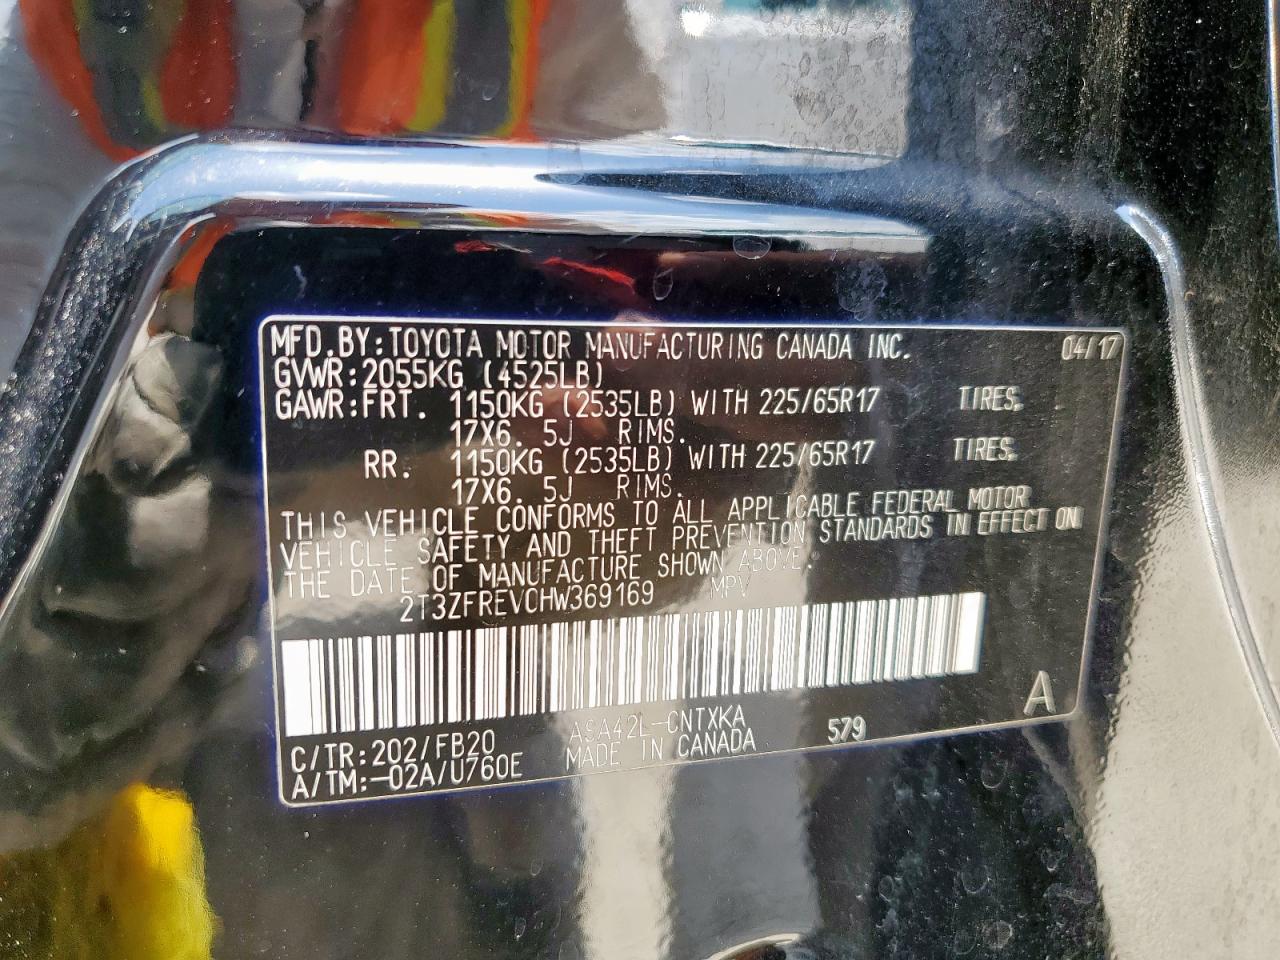 MFD.BY:TOYOTA MOTOR MANUFACTURING CANADA INC. 04/17
GVWR:2055KG (4525LB)
GAWR:FRT. 1150KG (2535LB) WITH 225/65R17 TIRES.
17X6. 5J RIMS.
RR. 1150KG (2535LB) WITH 225/65R17 TIRES.
17X6. 5J RIMS.
THIS VEHICLE CONFORMS TO ALL APPLICABLE FEDERAL MOTOR
VEHICLE SAFETY AND THEFT PREVENTION STANDARDS IN EFFECT ON
THE DATE OF MANUFACTURE SHOWN ABOVE.
2T3ZFREVCHW369169 MPV
A
C/TR:202/FB20 ASA42L-CNTXKA 579
A/TM:-02A/U760E MADE IN CANADA